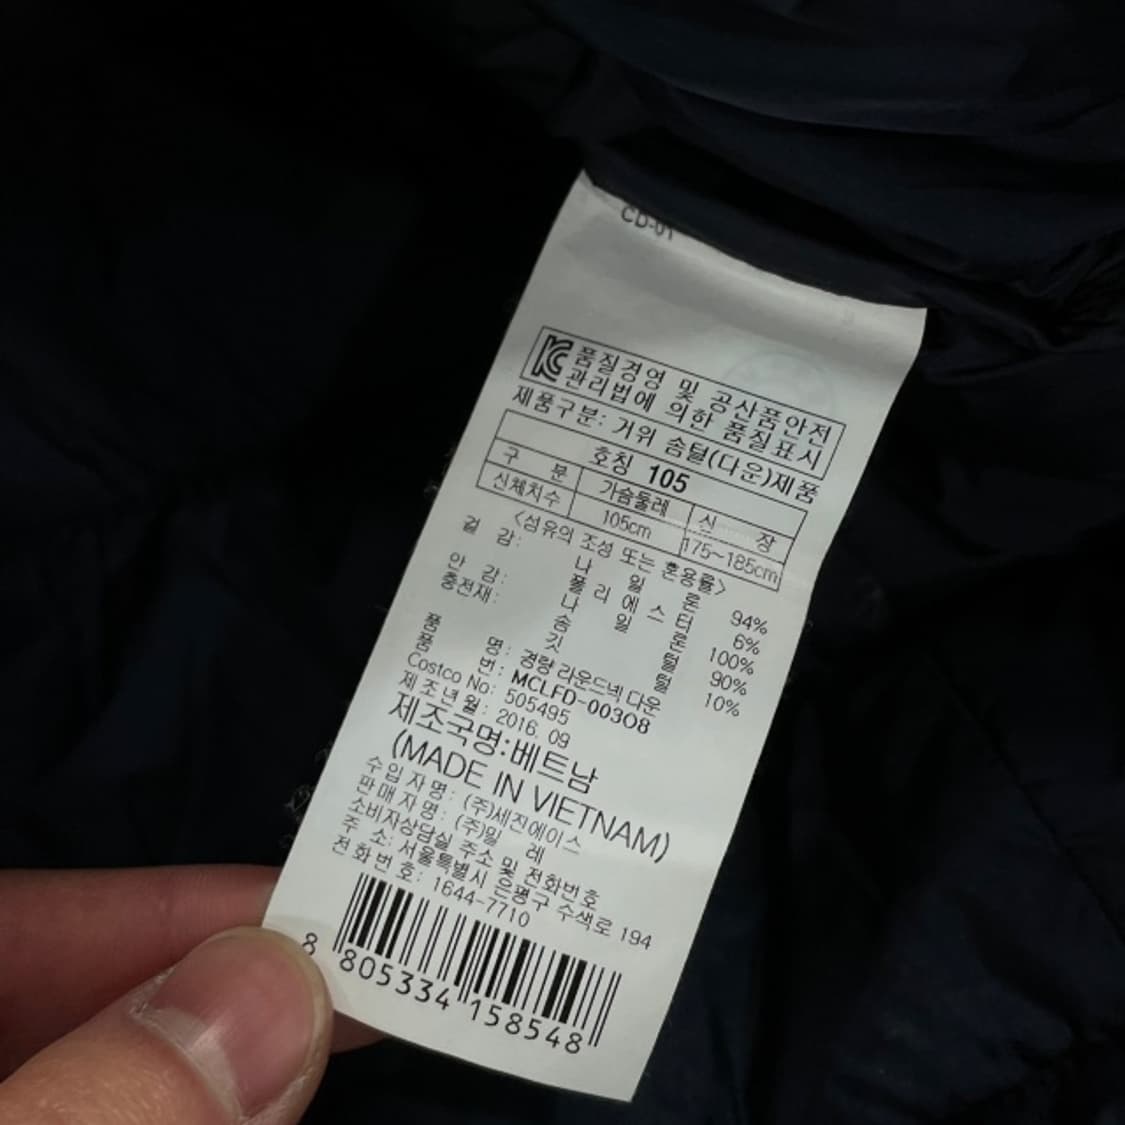 CD-01
KC 품질경영 및 공산품안전
관리법에 의한 품질표시
제품구분: 거위 솜털(다운)제품
호칭 105
구 분 가슴둘레 신 장
신체치수 105cm 175~185cm
<섬유의 조성 또는 혼용률>
겉 감: 나 일 론 94%
폴 리 에 스 터 6%
안 감: 나 일 론 100%
충전재: 솜 털 90%
깃 털 10%
품 명: 경량 라운드넥 다운
품 번: MCLFD-00308
Costco No: 505495
제 조 년 월: 2016. 09
제조국명:베트남
(MADE IN VIETNAM)
수 입 자 명: (주)세진에이스
판 매 자 명: (주)밀 레
소비자상담실 주소 및 전화번호
주 소: 서울특별시 은평구 수색로 194
전 화 번 호: 1644-7710
8 805334 158548